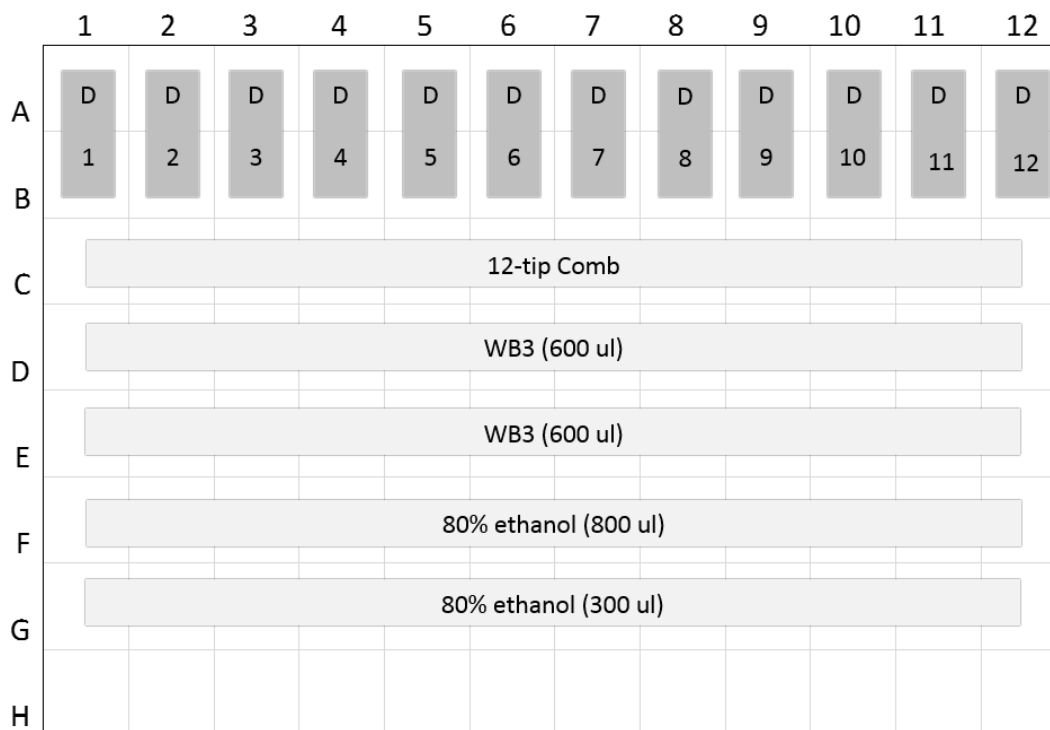 1 2 3 4 5 6 7 8 9 10 11 12
A D D D D D D D D D D D D
1 2 3 4 5 6 7 8 9 10 11 12
B
C 12-tip Comb
D WB3 (600 ul)
E WB3 (600 ul)
F 80% ethanol (800 ul)
G 80% ethanol (300 ul)
H